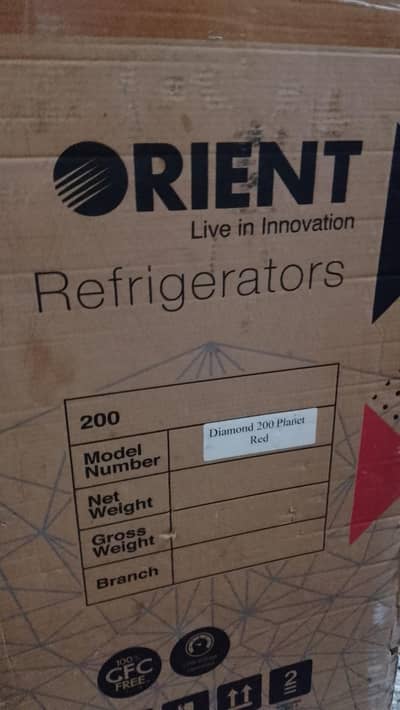 ORIENT
Live in Innovation
Refrigerators
200
Model
Number
Diamond 200 Planet
Red
Net
Weight
Gross
Weight
Branch
100%
CFC
FREE
2